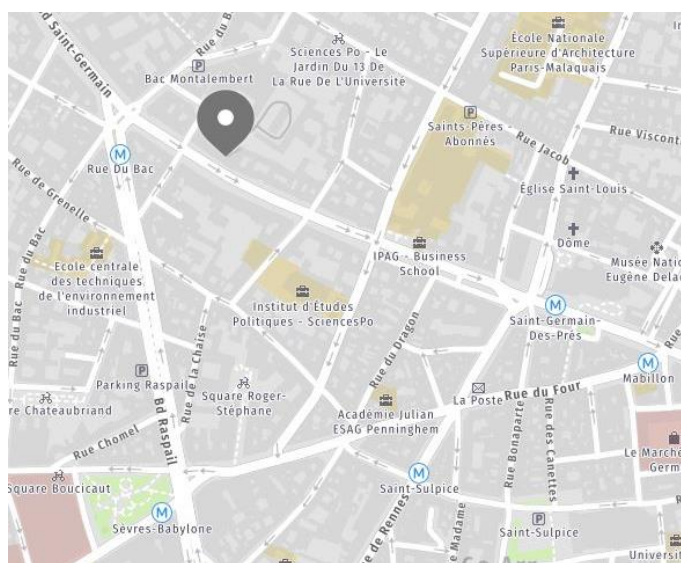 d Saint-Germain
Rue du Ba
Bac Montalembert
Sciences Po - Le
Jardin Du 13 De
La Rue De L'Université
École Nationale
Supérieure d'Architecture
Paris-Malaquais
Saints-Pères -
Abonnés
Rue Jacob
Rue Viscont
Église Saint-Louis
M
Rue Du Bac
Rue de Grenelle
Rue du Bac - Rue du Bac
Ecole centrale
des techniques
de l'environnement
industriel
IPAG - Business
School
Dôme
Musée Natio
Eugène Delac
Institut d'Études
Politiques - SciencesPo
M
Saint-Germain-
Des-Prés
Rue du Dragon
Rue de la Chaise
Parking Raspail
Bd Raspail
Square Roger-
Stéphane
La Poste
Rue du Four
M
Mabillon
re Chateaubriand
Rue Chomel
Académie Julian
ESAG Penninghem
Rue Bonaparte
Rue des Canettes
Le Marché
Germ
Square Boucicaut
M
Sèvres-Babylone
M
Saint-Sulpice
e de Rennes
e Madame
P
Saint-Sulpice
Universit